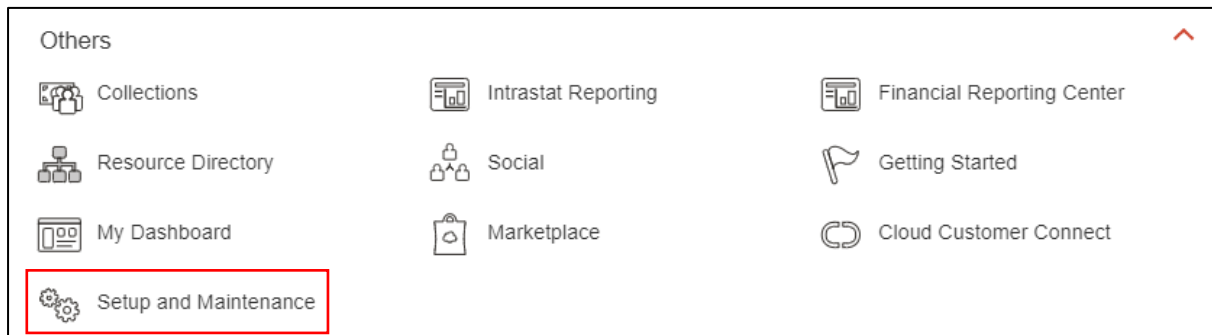 Others
Collections
Intrastat Reporting
Financial Reporting Center
Resource Directory
Social
Getting Started
My Dashboard
Marketplace
Cloud Customer Connect
Setup and Maintenance